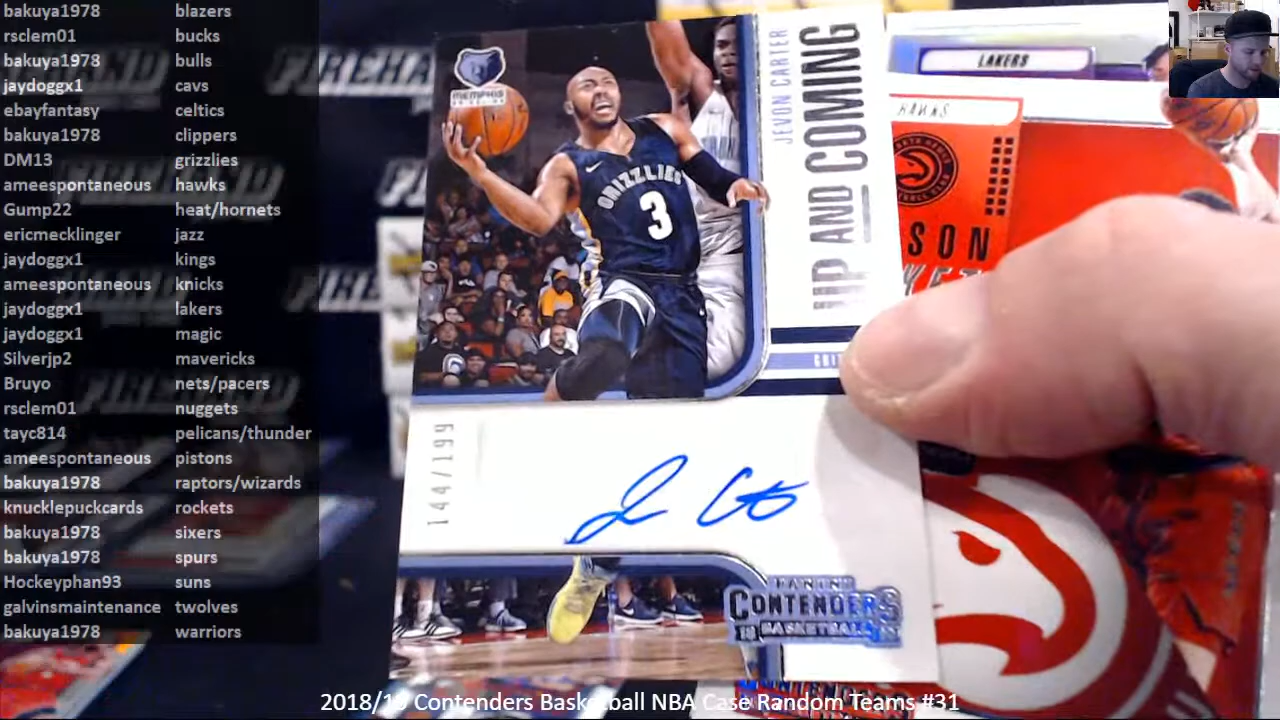 bakuya1978 blazers
rsclem01 bucks
bakuya1978 bulls
jaydoggx1 cavs
ebayfanter celtics
bakuya1988 clippers
DM13 grizzlies
ameespontaneous hawks
Gump22 heat/hornets
ericmecklinger jazz
jaydoggx1 kings
ameespontaneous knicks
jaydoggx1 lakers
jaydoggx1 magic
Silverjp2 mavericks
Bruyo nets/pacers
rsclem01 nuggets
tayc814 pelicans/thunder
ameespontaneous pistons
bakuya1978 raptors/wizards
knucklepuckcards rockets
bakuya1978 sixers
bakuya1978 spurs
Hockeyphan93 suns
galvinsmaintenance twolves
bakuya1978 warriors
MEMPHIS
GRIZZLIES
3
JEVON CARTER
UP AND COMING
144/199
PANINI
CONTENDERS
BASKETBALL
LAKERS
HAWKS
2018/19 Contenders Basketball NBA Case Random Teams #31